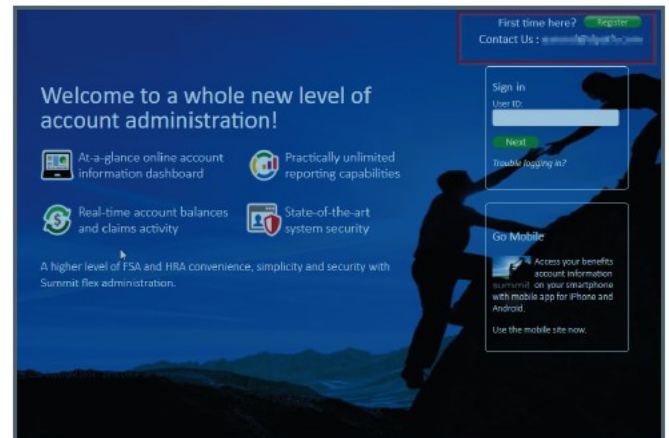 First time here? Register
Contact Us :
Welcome to a whole new level of
account administration!
At-a-glance online account
information dashboard
Practically unlimited
reporting capabilities
Real-time account balances
and claims activity
State-of-the-art
system security
A higher level of FSA and HRA convenience, simplicity and security with
Summit flex administration.
Sign in
User ID:
Next
Trouble logging in?
Go Mobile
Access your benefits
account information
summit on your smartphone
with mobile app for iPhone and
Android.
Use the mobile site now.